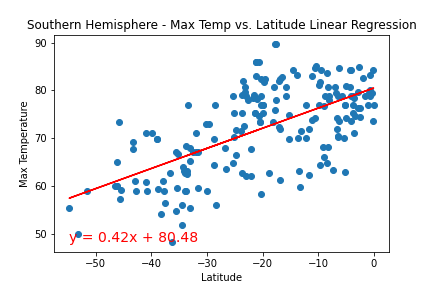 Southern Hemisphere - Max Temp vs. Latitude Linear Regression
90
80
70
60
50
Max Temperature
y = 0.42x + 80.48
−50
−40
−30
−20
−10
0
Latitude